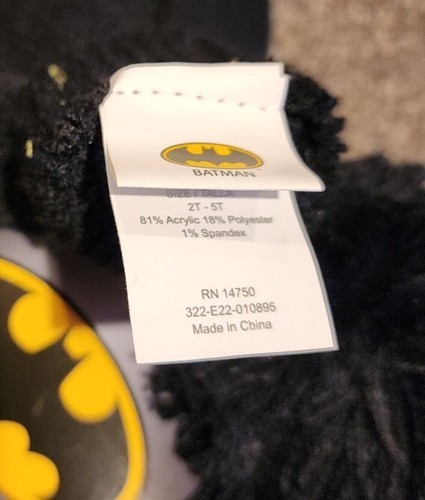 BATMAN
SIZE / TALLA
2T - 5T
81% Acrylic 18% Polyester
1% Spandex
RN 14750
322-E22-010895
Made in China